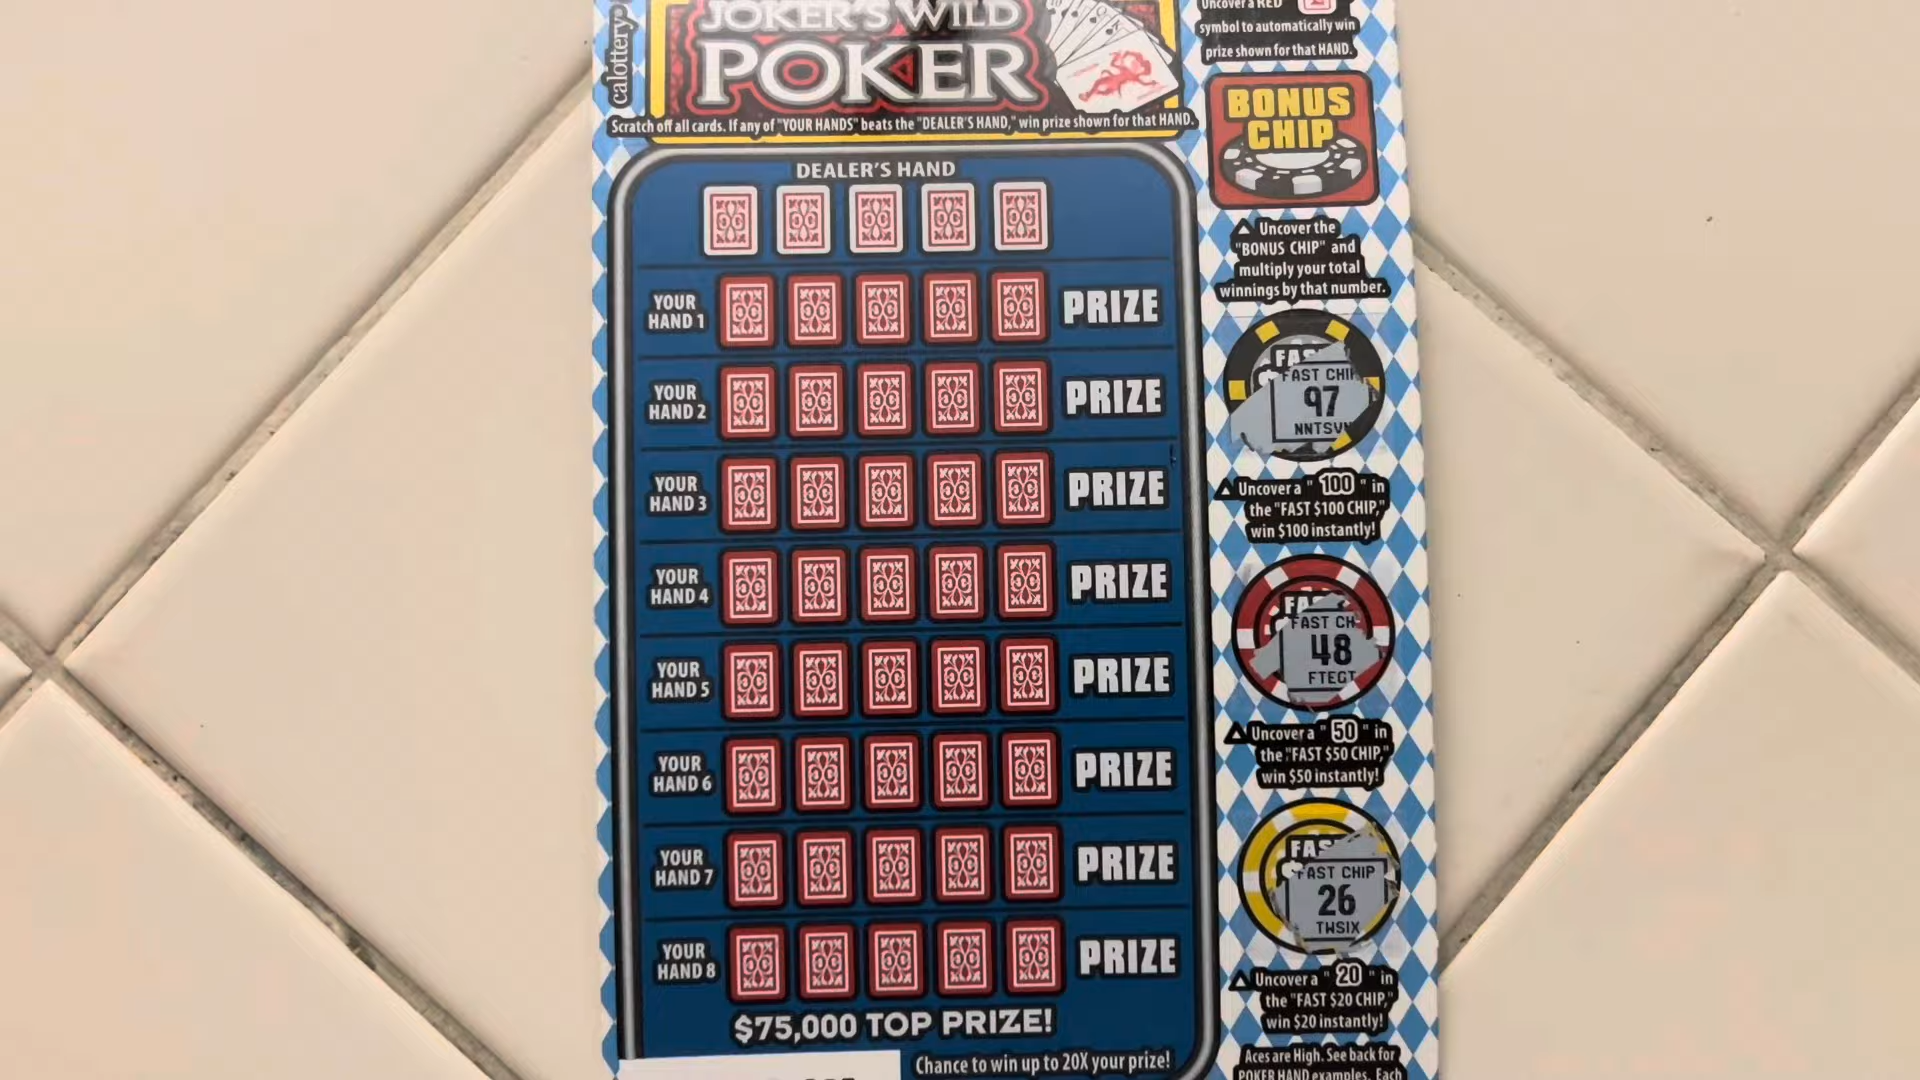 calottery
JOKER'S WILD
POKER
Scratch off all cards. If any of "YOUR HANDS" beats the "DEALER'S HAND," win prize shown for that HAND.
DEALER'S HAND
YOUR
HAND 1
PRIZE
YOUR
HAND 2
PRIZE
YOUR
HAND 3
PRIZE
YOUR
HAND 4
PRIZE
YOUR
HAND 5
PRIZE
YOUR
HAND 6
PRIZE
YOUR
HAND 7
PRIZE
YOUR
HAND 8
PRIZE
$75,000 TOP PRIZE!
Chance to win up to 20X your prize!
Uncover a RED
symbol to automatically win
prize shown for that HAND.
BONUS
CHIP
Uncover the
"BONUS CHIP" and
multiply your total
winnings by that number.
FAS
FAST CHIP
97
NNTSVN
Uncover a "100" in
the "FAST $100 CHIP,"
win $100 instantly!
FA
FAST CH
48
FTEGT
Uncover a "50" in
the "FAST $50 CHIP,"
win $50 instantly!
FAS
FAST CHIP
26
TWSIX
Uncover a "20" in
the "FAST $20 CHIP,"
win $20 instantly!
Aces are High. See back for
POKER HAND examples. Each